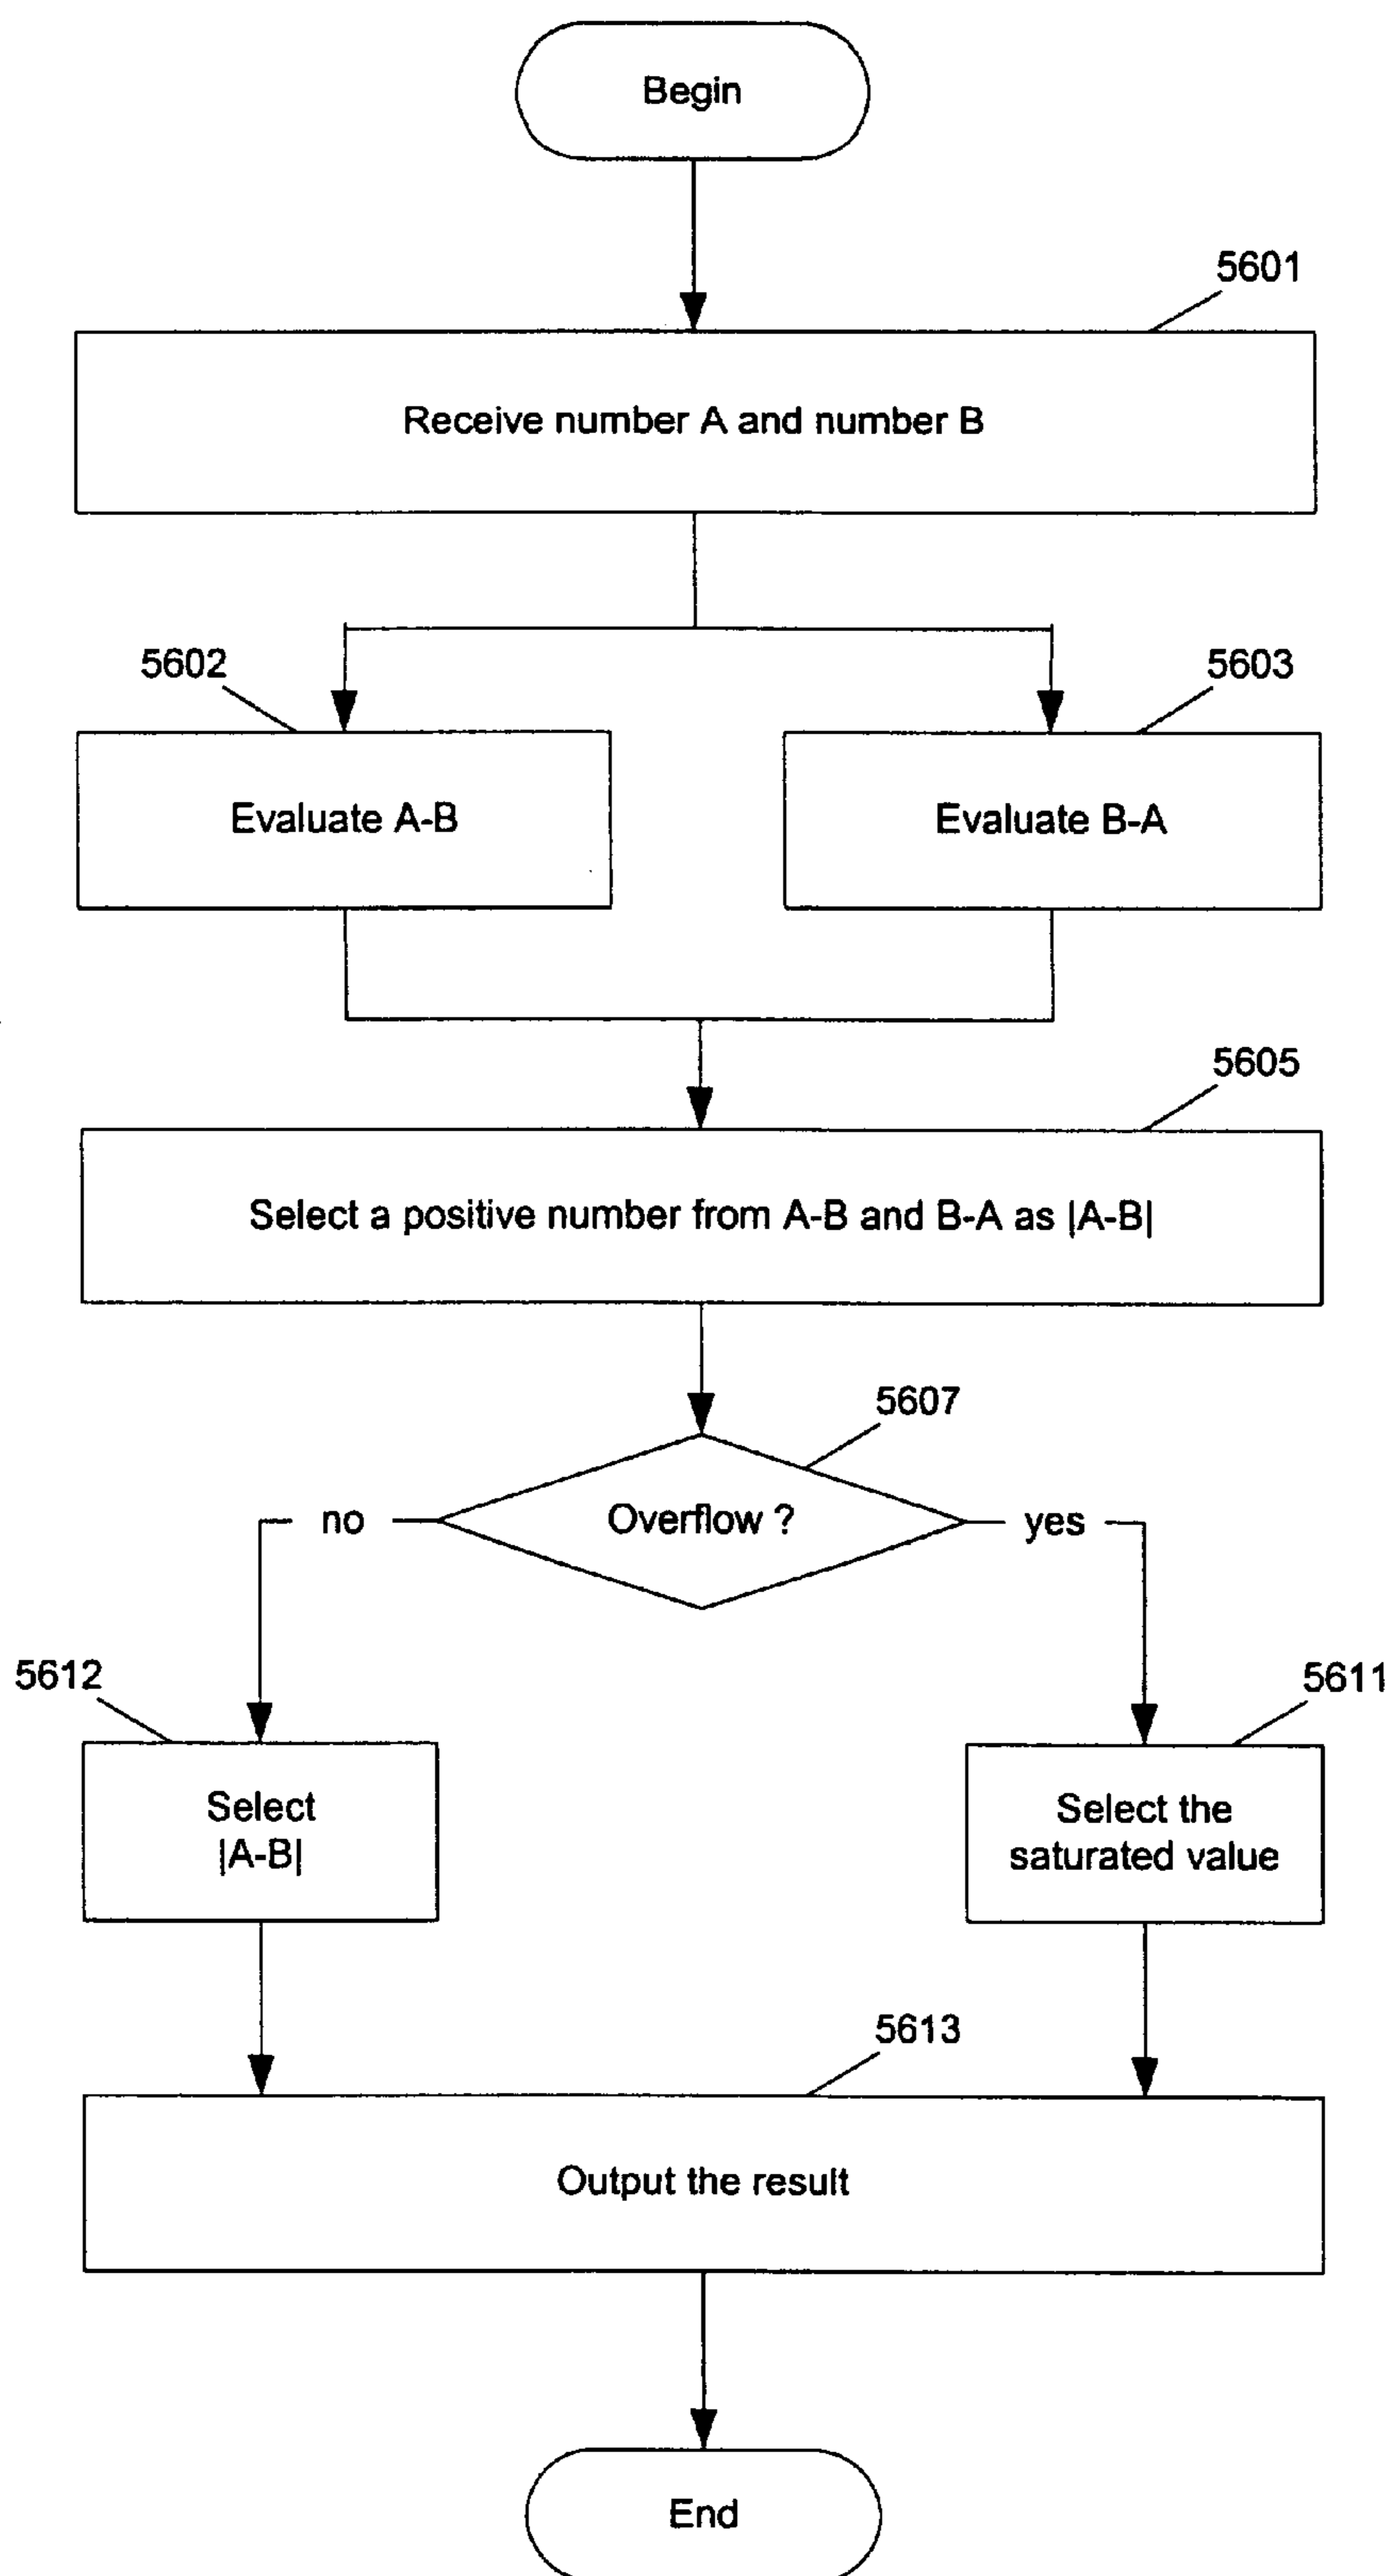 Begin
5601
Receive number A and number B
5602
5603
Evaluate A-B
Evaluate B-A
5605
Select a positive number from A-B and B-A as |A-B|
5607
Overflow ?
no
yes
5612
5611
Select
|A-B|
Select the
saturated value
5613
Output the result
End